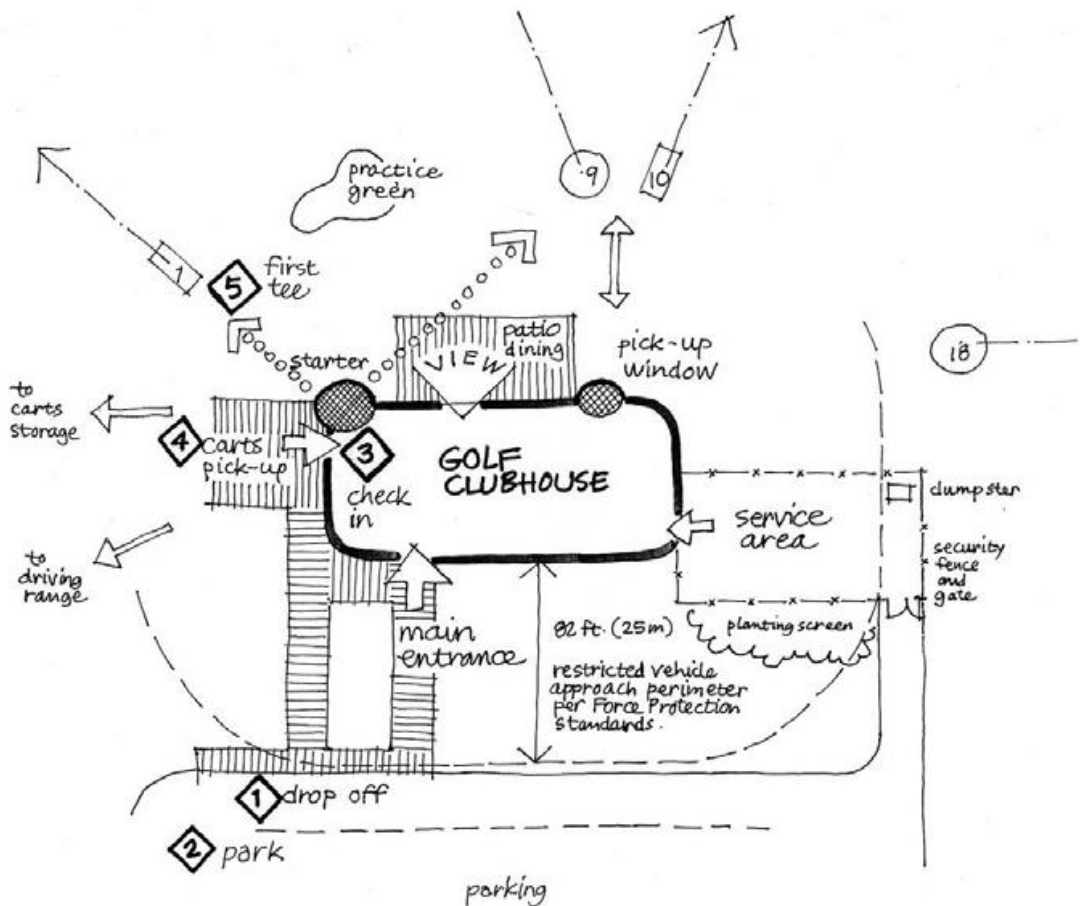 practice
green
9
10
1
5
first
tee
starter
VIEW
patio
dining
pick-up
window
18
to
carts
storage
4
carts
pick-up
3
check
in
GOLF
CLUBHOUSE
dumpster
service
area
security
fence
and
gate
to
driving
range
main
entrance
82 ft. (25m)
restricted vehicle
approach perimeter
per Force Protection
Standards.
planting screen
1
drop off
2
park
parking